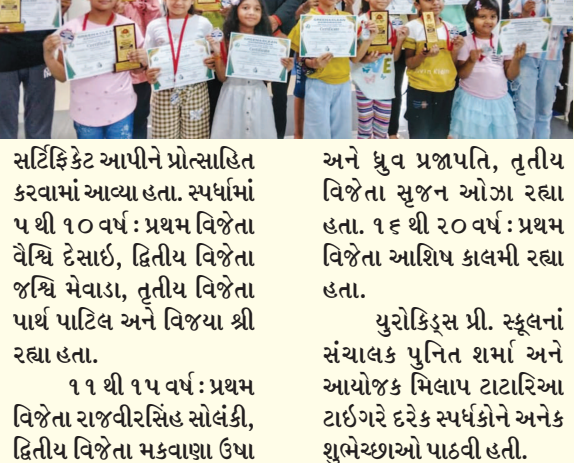 સર્ટિફિકેટ આપીને પ્રોત્સાહિત
કરવામાં આવ્યા હતા. સ્પર્ધામાં
૫ થી ૧૦ વર્ષ : પ્રથમ વિજેતા
વૈશ્વિ દેસાઇ, દ્વિતીય વિજેતા
જશ્વિ મેવાડા, તૃતીય વિજેતા
પાર્થ પાટિલ અને વિજયા શ્રી
રહ્યા હતા.
૧૧ થી ૧૫ વર્ષ : પ્રથમ
વિજેતા રાજવીરસિંહ સોલંકી,
દ્વિતીય વિજેતા મકવાણા ઉષા
અને ધ્રુવ પ્રજાપતિ, તૃતીય
વિજેતા સૃજન ઓઝા રહ્યા
હતા. ૧૬ થી ૨૦ વર્ષ : પ્રથમ
વિજેતા આશિષ કાલમી રહ્યા
હતા.
યુરોકિડ્સ પ્રી. સ્કૂલનાં
સંચાલક પુનિત શર્મા અને
આયોજક મિલાપ ટાટારિઆ
ટાઇગરે દરેક સ્પર્ધકોને અનેક
શુભેચ્છાઓ પાઠવી હતી.